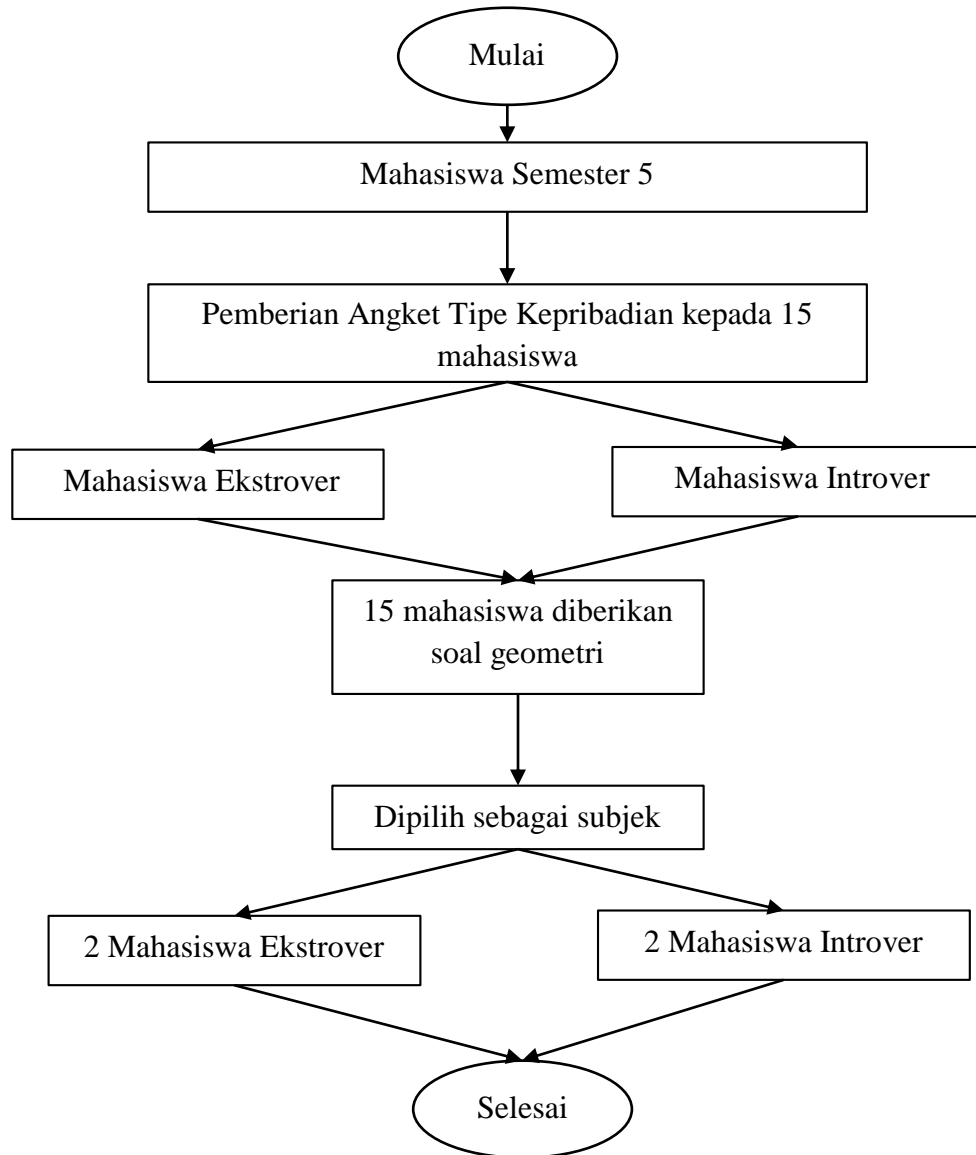 Mulai
Mahasiswa Semester 5
Pemberian Angket Tipe Kepribadian kepada 15
mahasiswa
Mahasiswa Ekstrover
Mahasiswa Introver
15 mahasiswa diberikan
soal geometri
Dipilih sebagai subjek
2 Mahasiswa Ekstrover
2 Mahasiswa Introver
Selesai